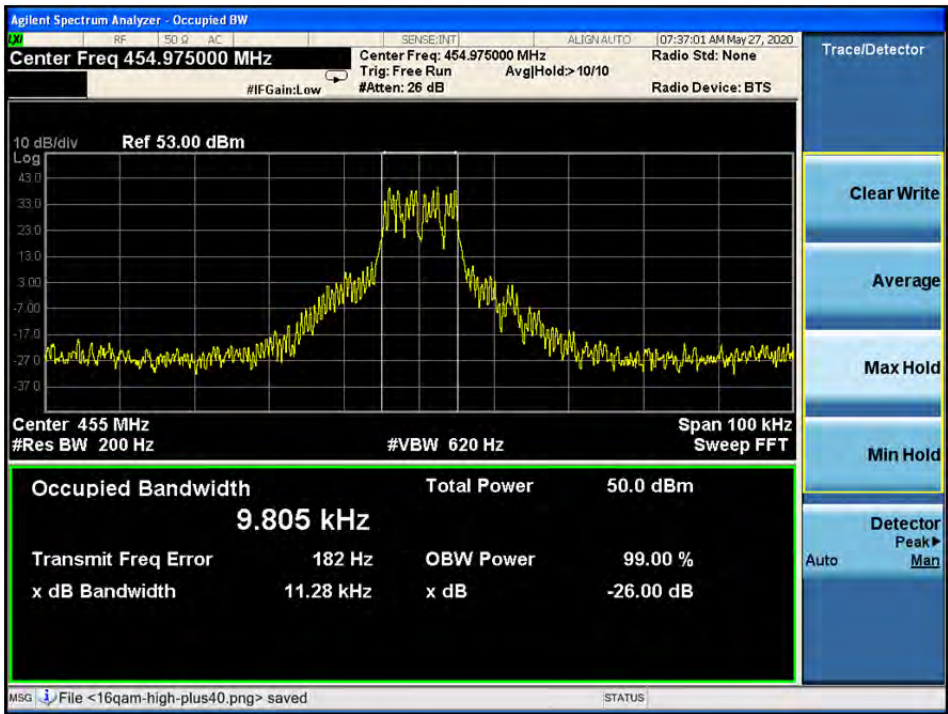 Agilent Spectrum Analyzer - Occupied BW
LXI RF 50 Ω AC SENSE:INT ALIGN AUTO 07:37:01 AM May 27, 2020
Center Freq 454.975000 MHz
Center Freq: 454.975000 MHz Radio Std: None
Trig: Free Run Avg|Hold:>10/10
#IFGain:Low #Atten: 26 dB Radio Device: BTS
Trace/Detector
10 dB/div Ref 53.00 dBm
Log
43.0
33.0
23.0
13.0
3.00
-7.00
-17.0
-27.0
-37.0
Center 455 MHz Span 100 kHz
#Res BW 200 Hz #VBW 620 Hz Sweep FFT
Occupied Bandwidth Total Power 50.0 dBm
9.805 kHz
Transmit Freq Error 182 Hz OBW Power 99.00 %
x dB Bandwidth 11.28 kHz x dB -26.00 dB
Clear Write
Average
Max Hold
Min Hold
Detector
Peak▶
Auto Man
MSG File <16qam-high-plus40.png> saved STATUS